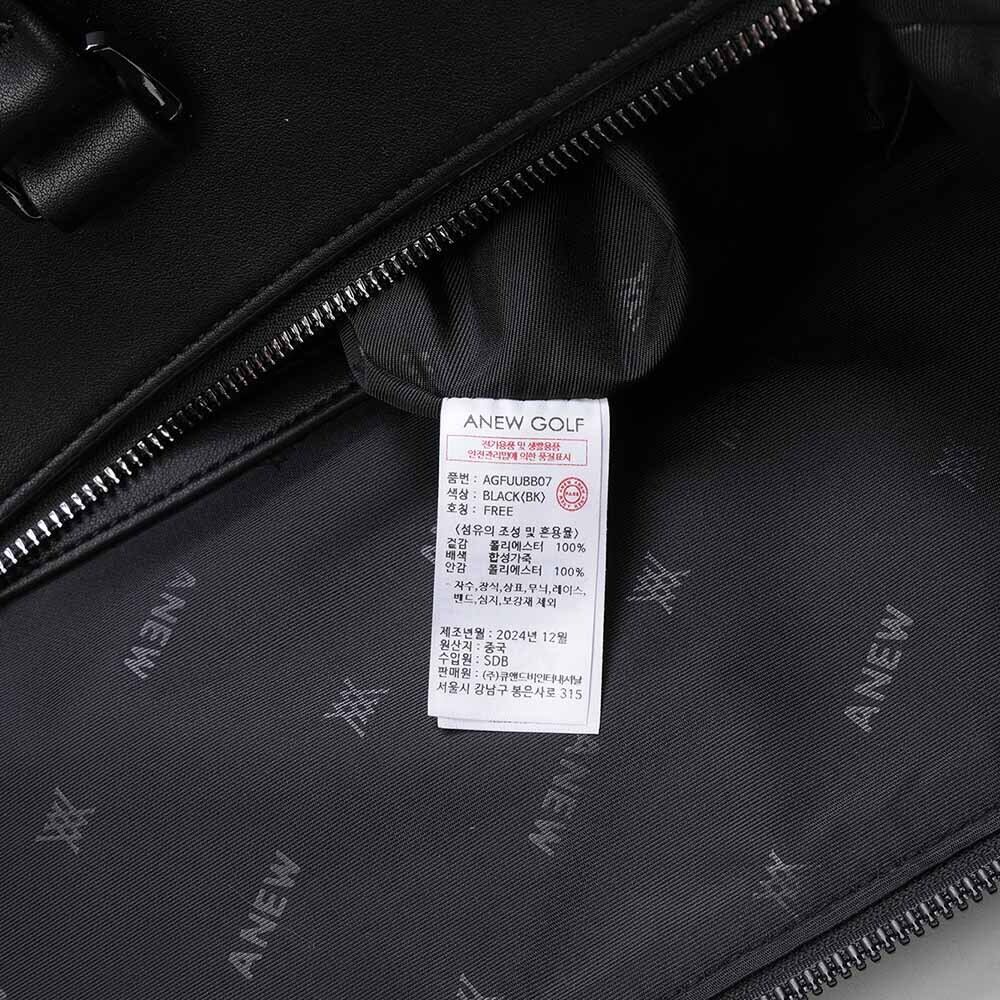 ANEW GOLF
전기용품 및 생활용품
안전관리법에 의한 품질표시
품번 : AGFUUBB07
색상 : BLACK(BK)
호칭 : FREE
<섬유의 조성 및 혼용율>
겉감 폴리에스터 100%
배색 합성가죽
안감 폴리에스터 100%
- 자수,장식,상표,무늬,레이스,
밴드,심지,보강재 제외
제조년월 : 2024년 12월
원산지 : 중국
수입원 : SDB
판매원 : (주)큐앤드비인터내셔날
서울시 강남구 봉은사로 315
ANEW
ANEW
ANEW
ANEW